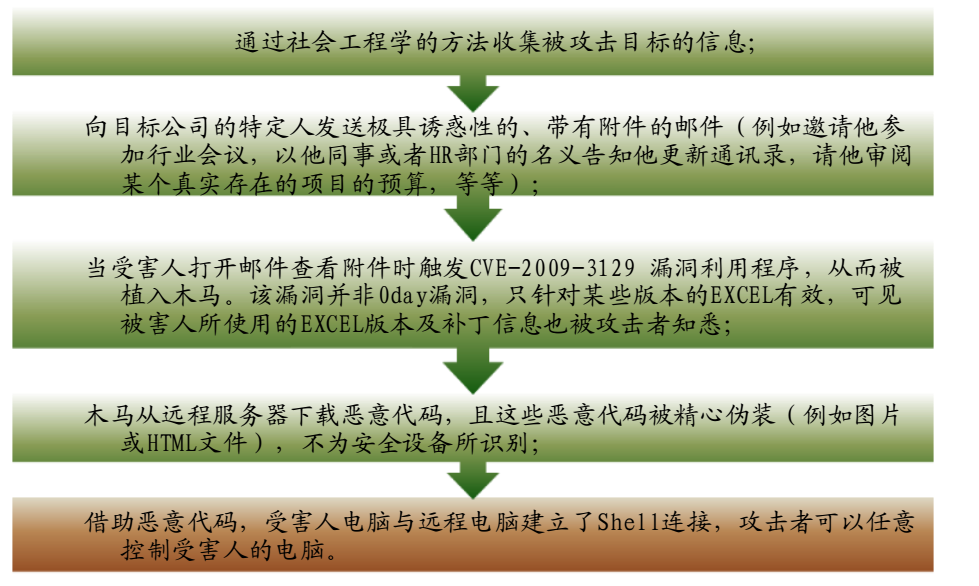 通过社会工程学的方法收集被攻击目标的信息;
向目标公司的特定人发送极具诱惑性的、带有附件的邮件（例如邀请他参
加行业会议，以他同事或者HR部门的名义告知他更新通讯录，请他审阅
某个真实存在的项目的预算，等等）;
当受害人打开邮件查看附件时触发CVE-2009-3129 漏洞利用程序，从而被
植入木马。该漏洞并非0day漏洞，只针对某些版本的EXCEL有效，可见
被害人所使用的EXCEL版本及补丁信息也被攻击者知悉;
木马从远程服务器下载恶意代码，且这些恶意代码被精心伪装（例如图片
或HTML文件），不为安全设备所识别;
借助恶意代码，受害人电脑与远程电脑建立了Shell连接，攻击者可以任意
控制受害人的电脑。